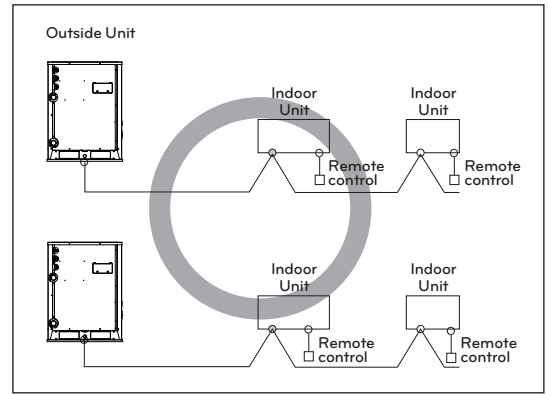 Outside Unit
Indoor
Unit
Indoor
Unit
Remote
control
Remote
control
Indoor
Unit
Indoor
Unit
Remote
control
Remote
control